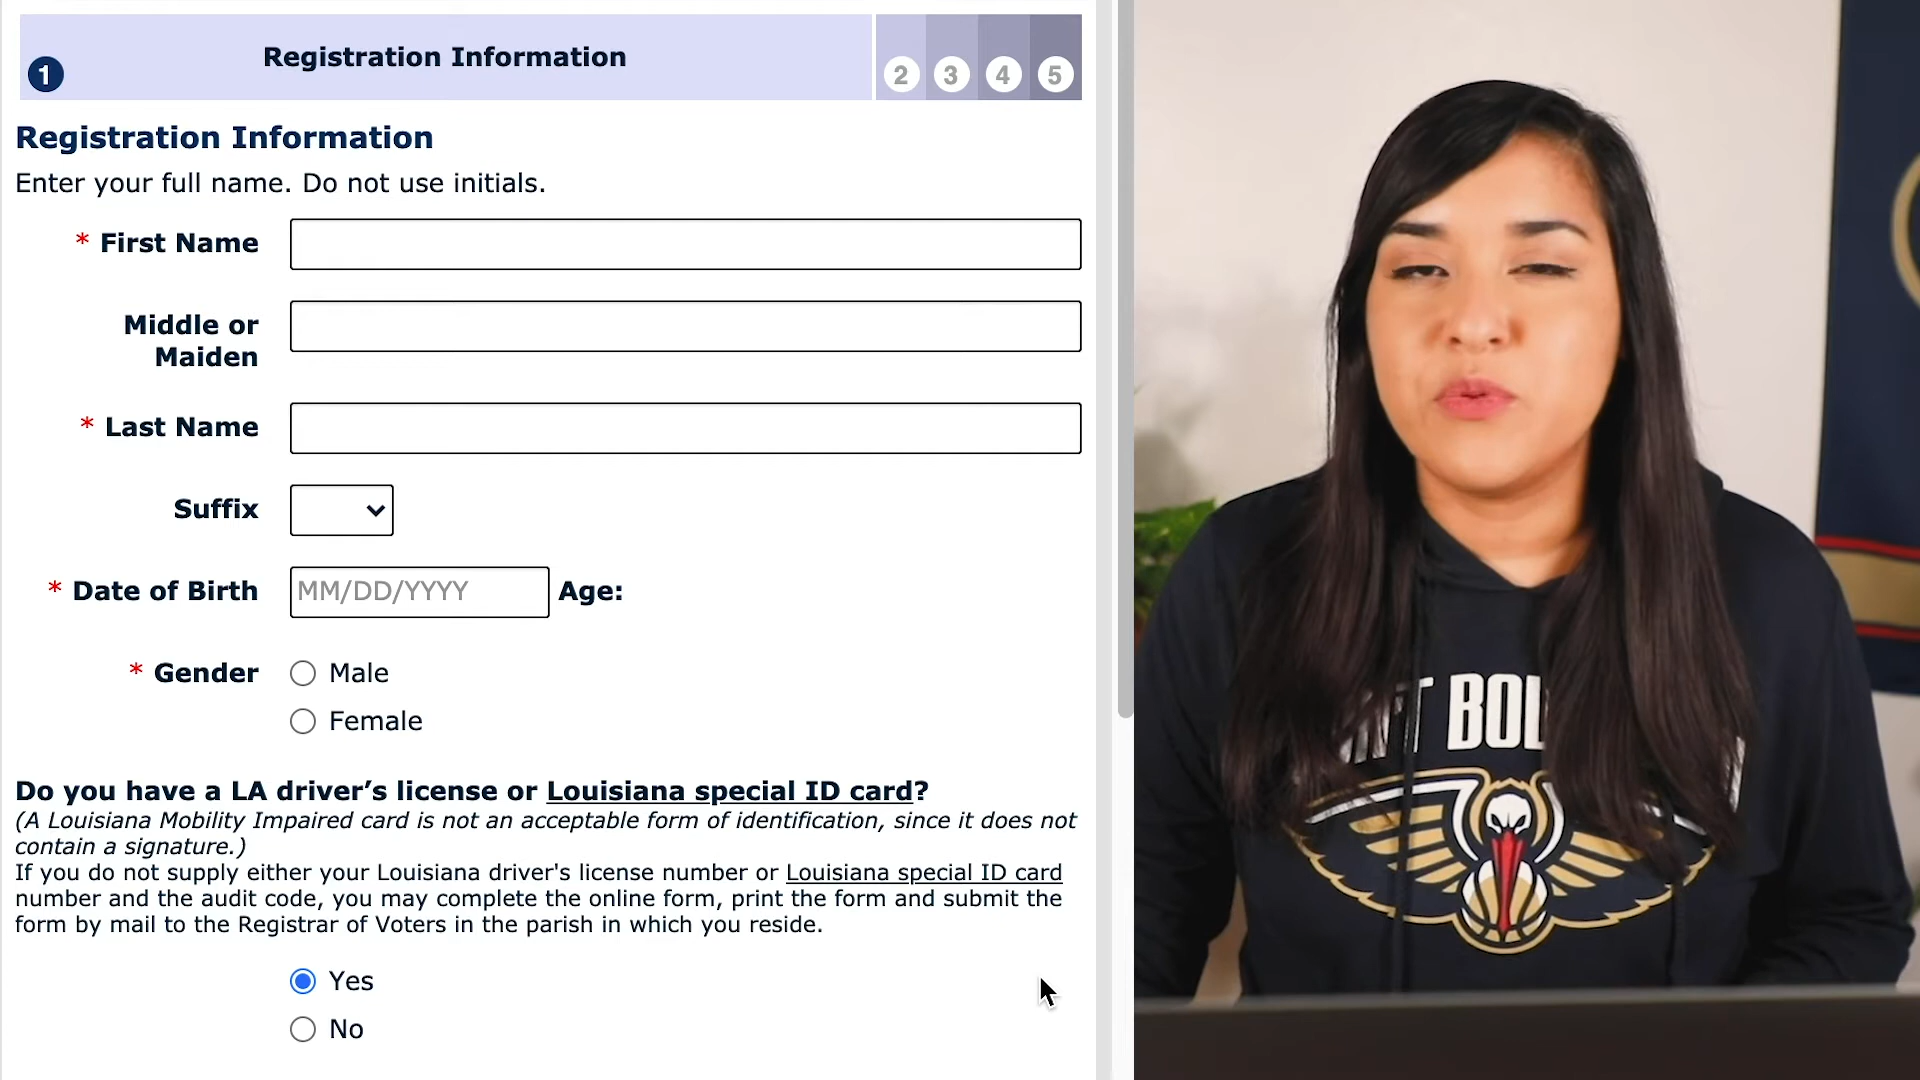 1
Registration Information
2 3 4 5
Registration Information
Enter your full name. Do not use initials.
* First Name
Middle or
Maiden
* Last Name
Suffix
* Date of Birth MM/DD/YYYY Age:
* Gender
Male
Female
Do you have a LA driver’s license or Louisiana special ID card?
(A Louisiana Mobility Impaired card is not an acceptable form of identification, since it does not
contain a signature.)
If you do not supply either your Louisiana driver's license number or Louisiana special ID card
number and the audit code, you may complete the online form, print the form and submit the
form by mail to the Registrar of Voters in the parish in which you reside.
Yes
No